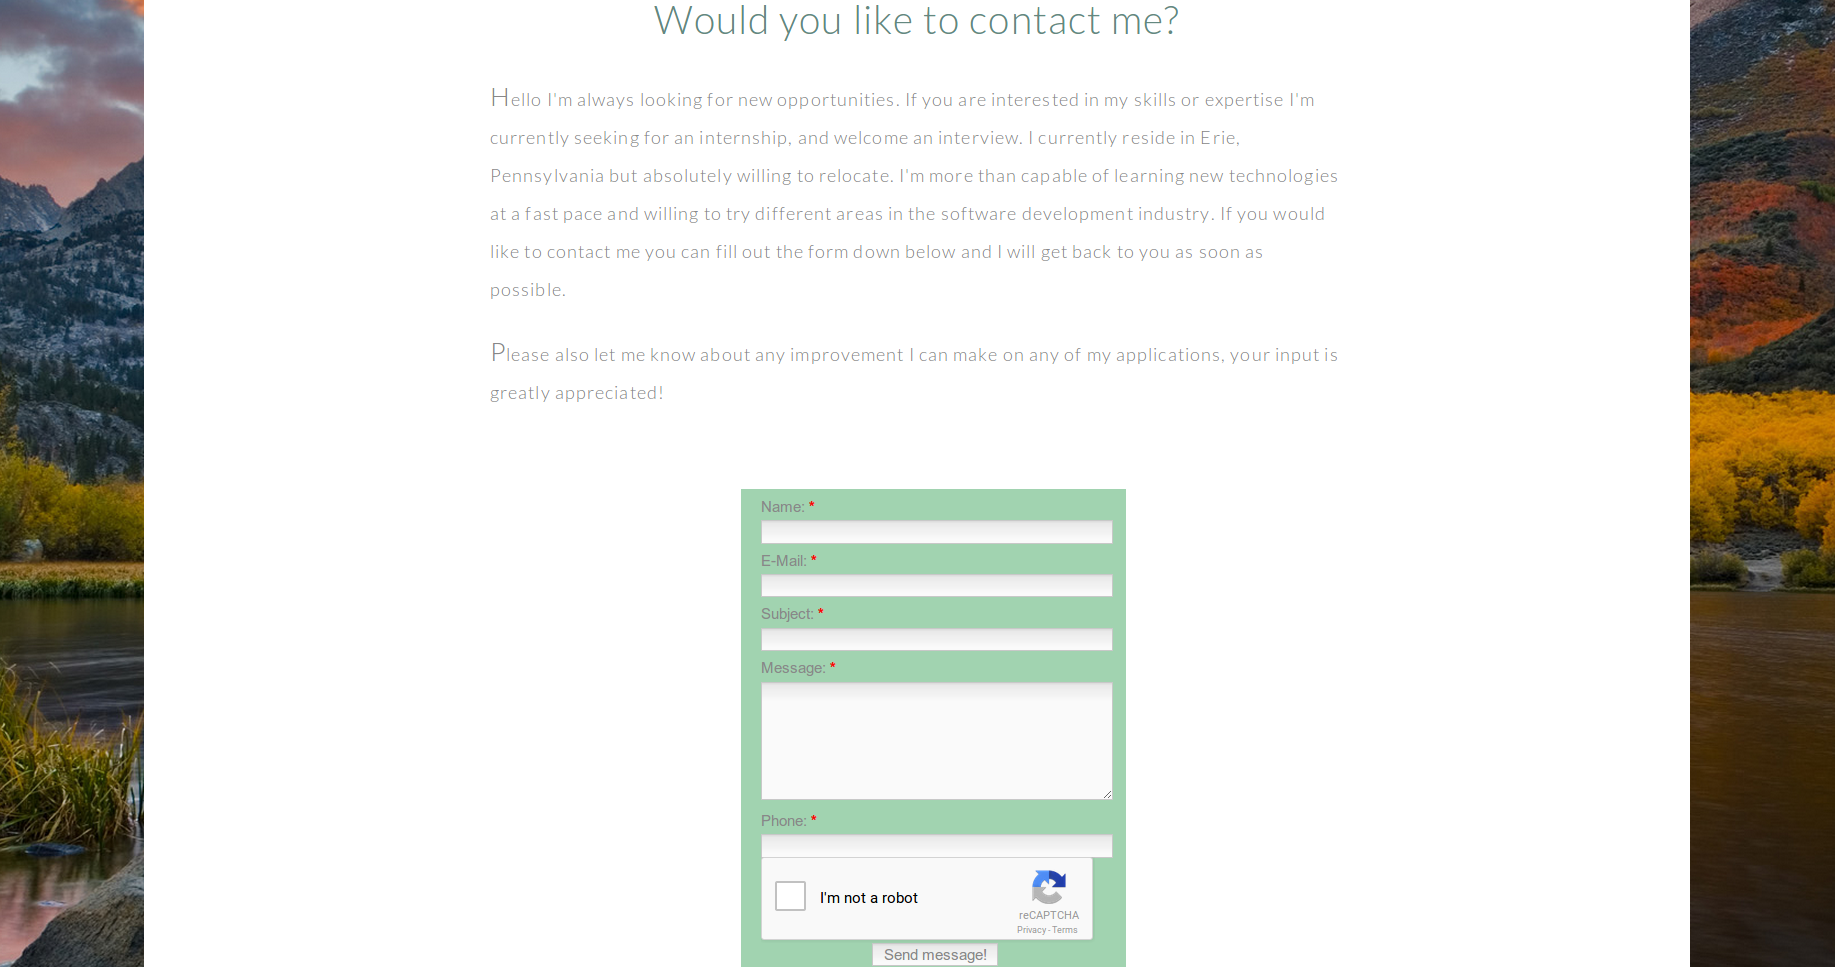 Would you like to contact me?
Hello I'm always looking for new opportunities. If you are interested in my skills or expertise I'm
currently seeking for an internship, and welcome an interview. I currently reside in Erie,
Pennsylvania but absolutely willing to relocate. I'm more than capable of learning new technologies
at a fast pace and willing to try different areas in the software development industry. If you would
like to contact me you can fill out the form down below and I will get back to you as soon as
possible.
Please also let me know about any improvement I can make on any of my applications, your input is
greatly appreciated!
Name: *
E-Mail: *
Subject: *
Message: *
Phone: *
I'm not a robot
reCAPTCHA
Privacy - Terms
Send message!